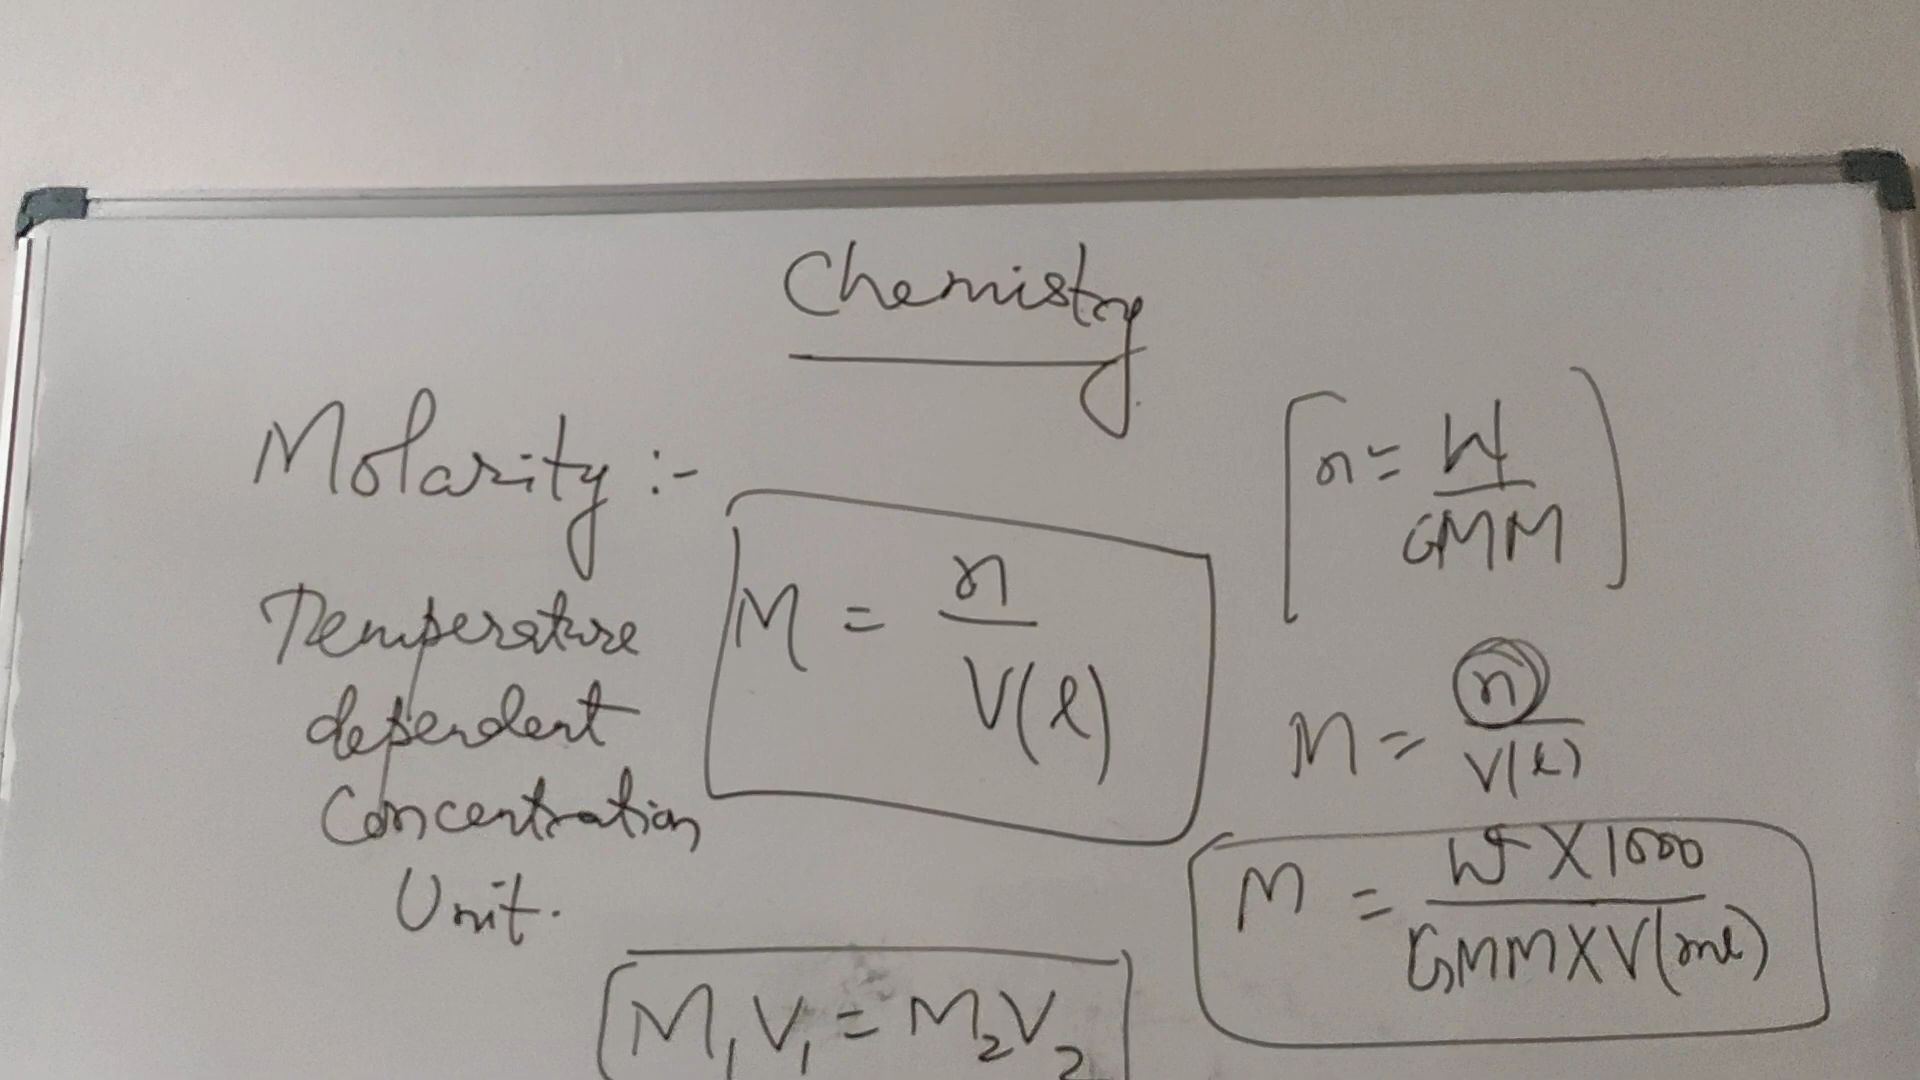 Chemistry
Molarity :-
Temperature
dependent
Concentration
Unit.
M = n / V(l)
[n = W / GMM]
M = n / V(l)
M = W X 1000 / GMM X V(ml)
M₁V₁ = M₂V₂